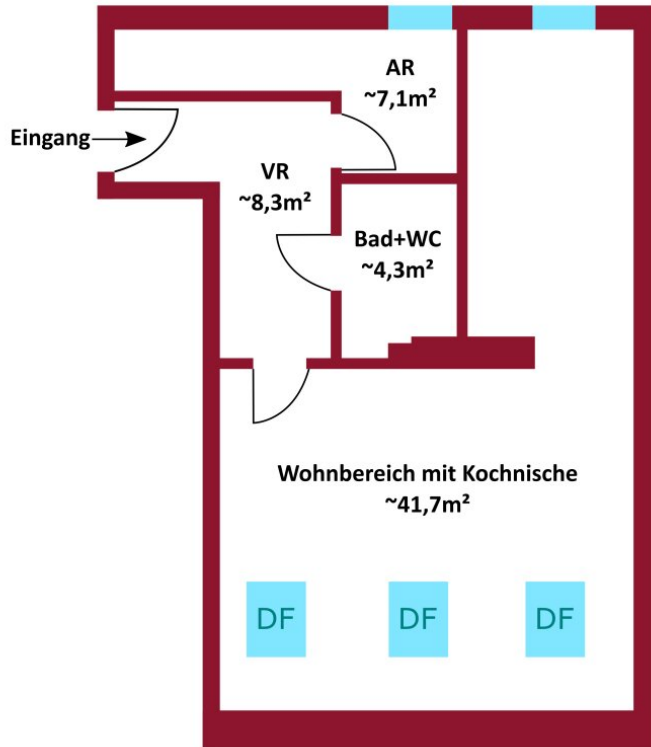 AR
~7,1m²
Eingang
VR
~8,3m²
Bad+WC
~4,3m²
Wohnbereich mit Kochnische
~41,7m²
DF
DF
DF